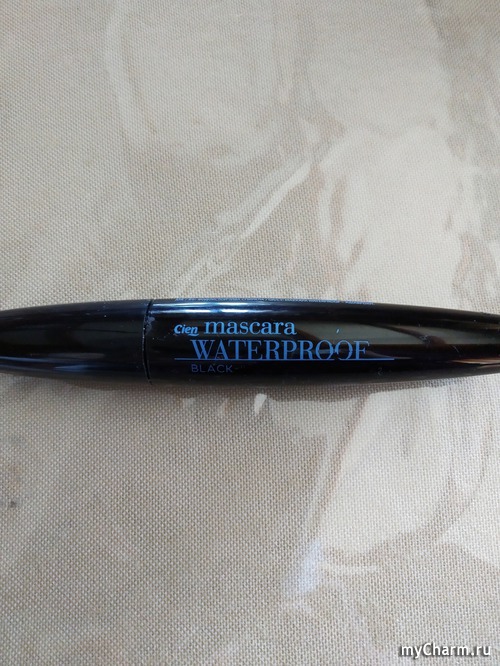 Cien mascara
WATERPROOF
BLACK
myCharm.ru